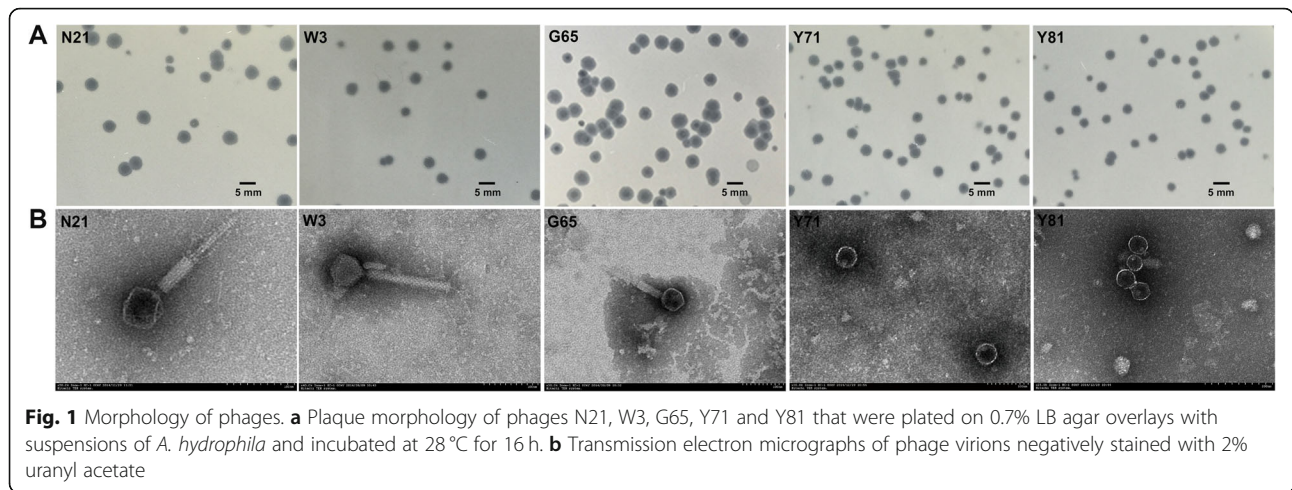 A
N21
W3
G65
Y71
Y81
5 mm
5 mm
5 mm
5 mm
5 mm
B
N21
W3
G65
Y71
Y81
Fig. 1 Morphology of phages. a Plaque morphology of phages N21, W3, G65, Y71 and Y81 that were plated on 0.7% LB agar overlays with
suspensions of A. hydrophila and incubated at 28 °C for 16 h. b Transmission electron micrographs of phage virions negatively stained with 2%
uranyl acetate